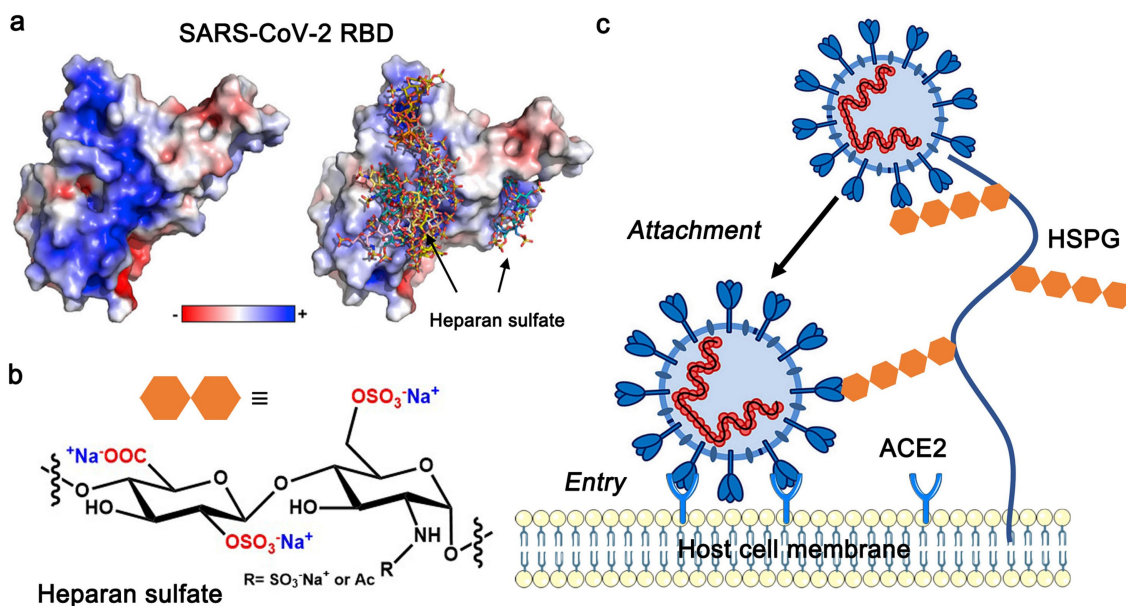 a
SARS-CoV-2 RBD
- +
Heparan sulfate
b
≡
OSO₃⁻Na⁺
⁺Na⁻OOC
O
O
O
O
HO
HO
OSO₃⁻Na⁺
NH
O
R
R= SO₃⁻Na⁺ or Ac
Heparan sulfate
c
Attachment
HSPG
ACE2
Entry
Host cell membrane